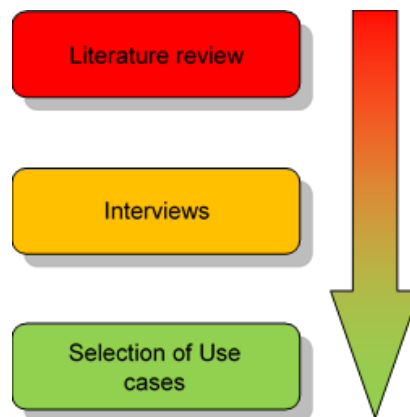 Literature review
Interviews
Selection of Use
cases